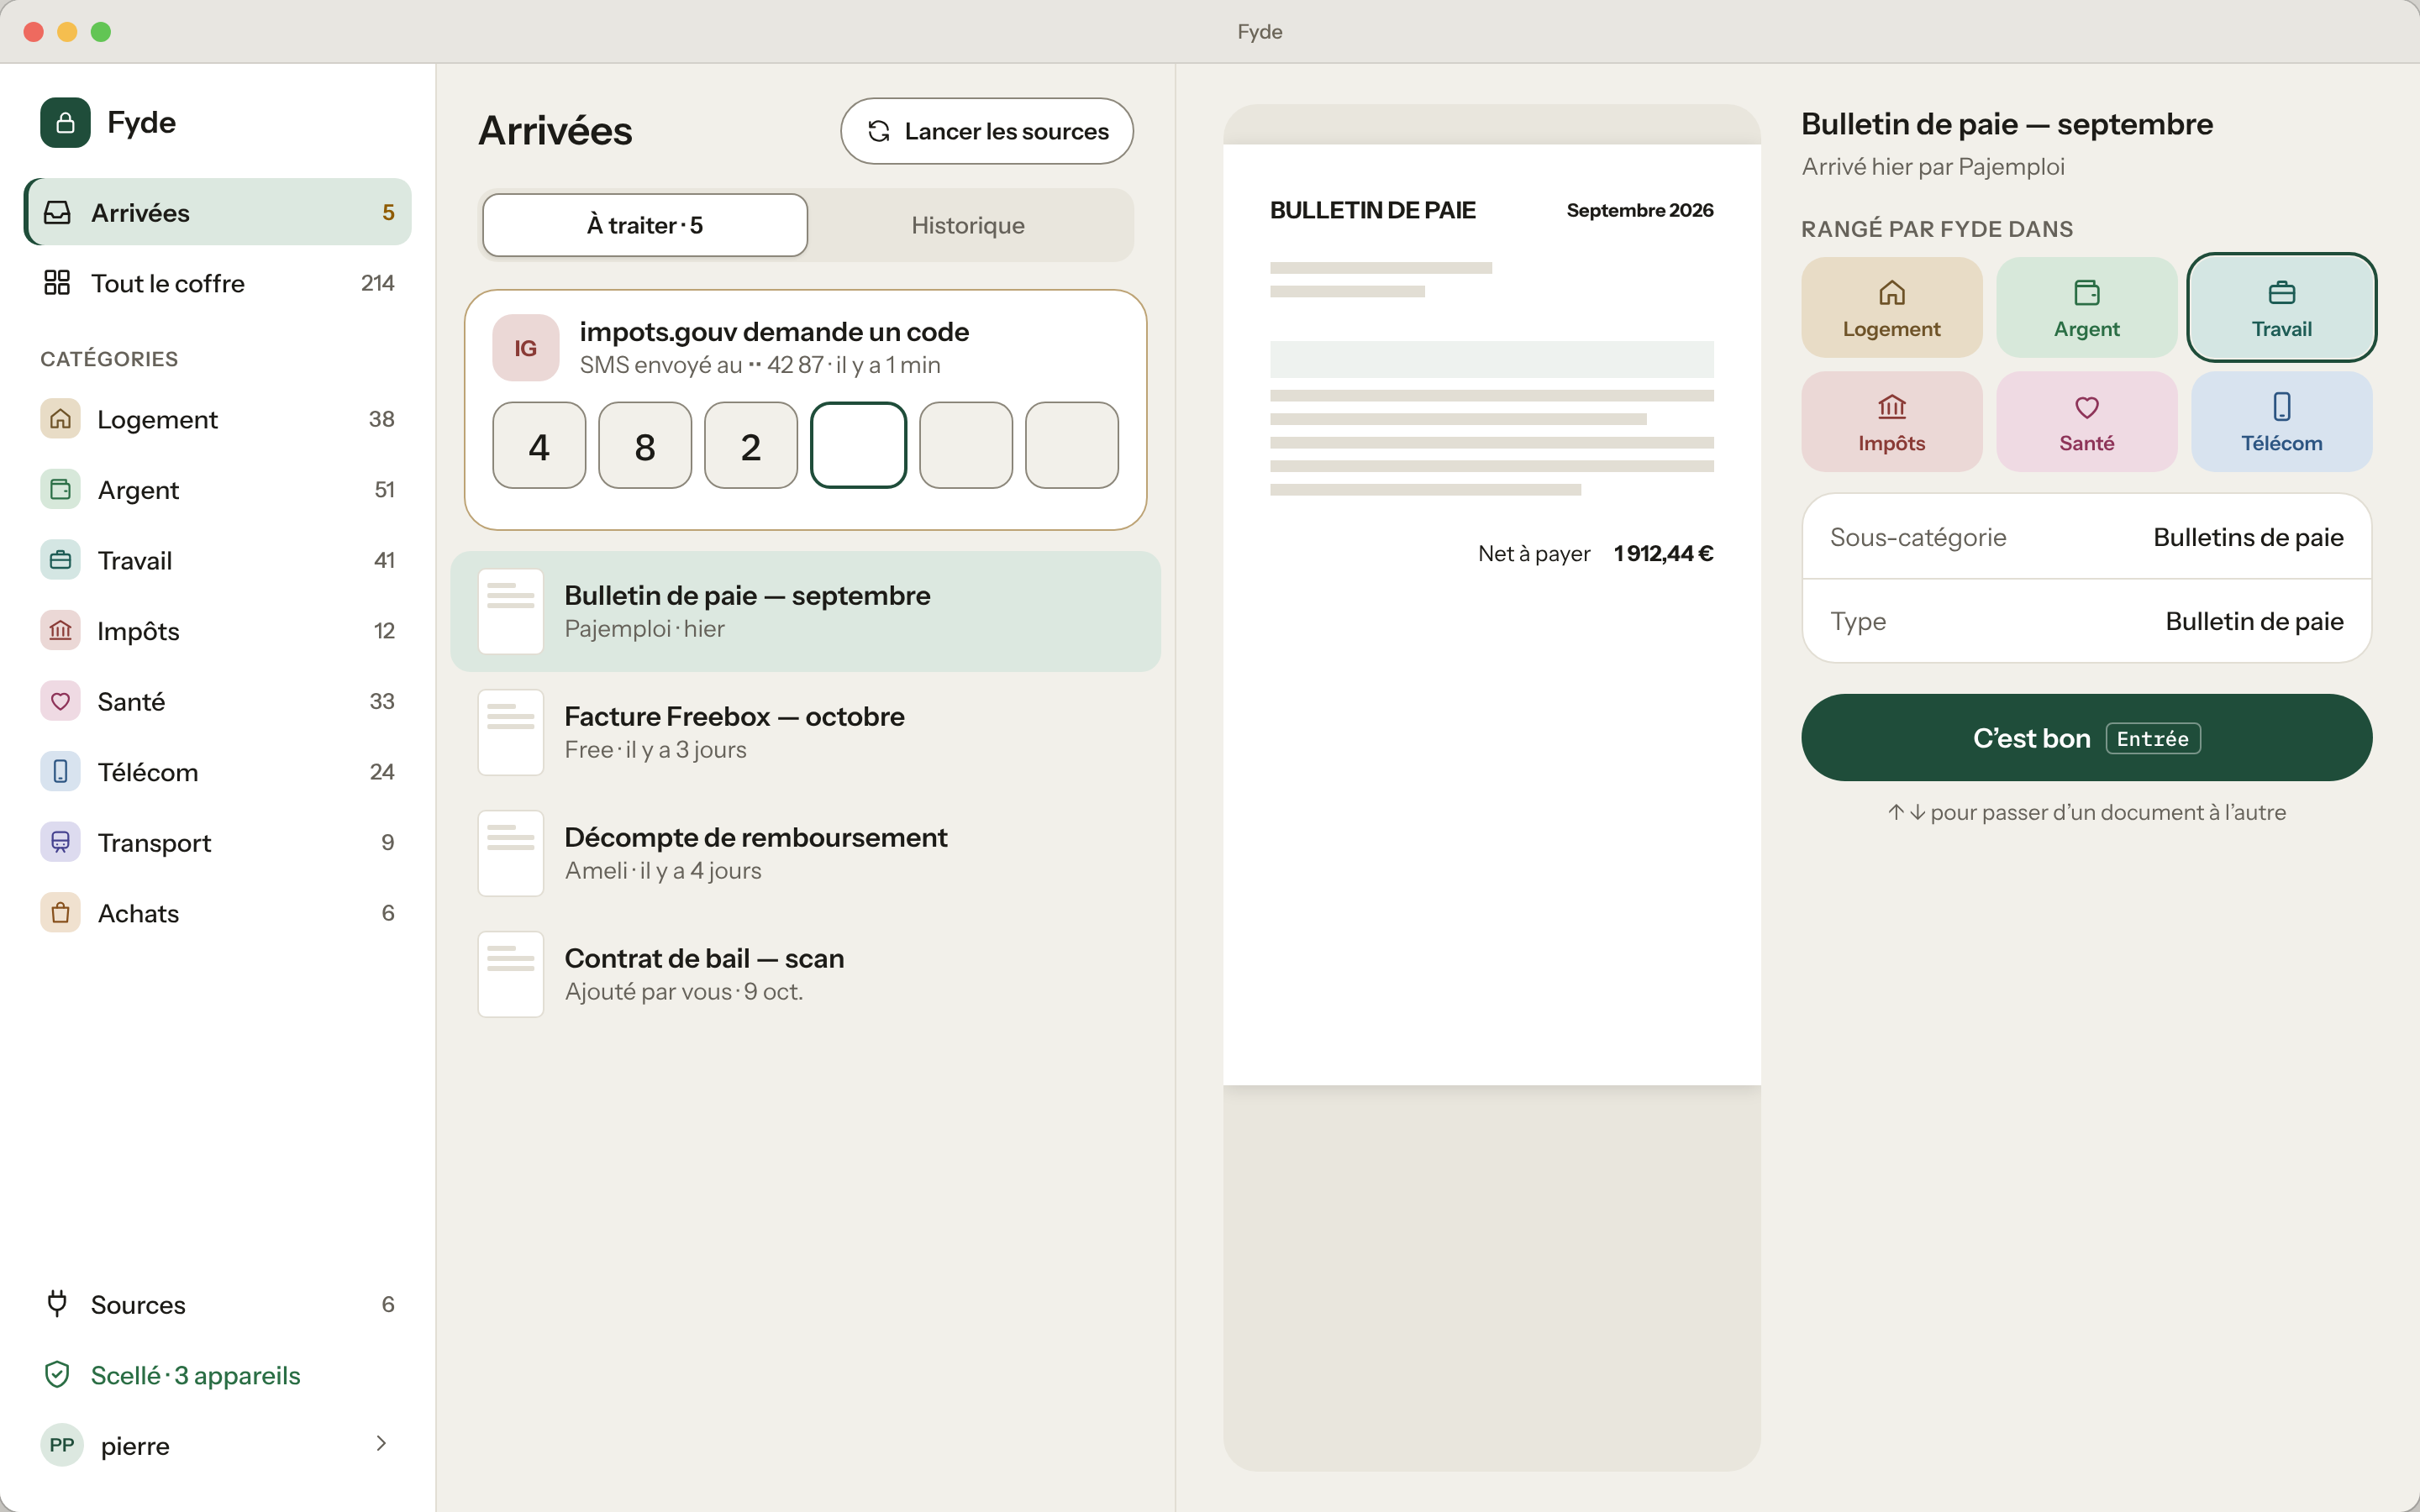 Fyde
Fyde
Arrivées 5
Tout le coffre 214
CATÉGORIES
Logement 38
Argent 51
Travail 41
Impôts 12
Santé 33
Télécom 24
Transport 9
Achats 6
Sources 6
Scellé · 3 appareils
PP pierre
Arrivées
Lancer les sources
À traiter · 5
Historique
IG
impots.gouv demande un code
SMS envoyé au ·· 42 87 · il y a 1 min
4 8 2
Bulletin de paie — septembre
Pajemploi · hier
Facture Freebox — octobre
Free · il y a 3 jours
Décompte de remboursement
Ameli · il y a 4 jours
Contrat de bail — scan
Ajouté par vous · 9 oct.
BULLETIN DE PAIE Septembre 2026
Net à payer 1 912,44 €
Bulletin de paie — septembre
Arrivé hier par Pajemploi
RANGÉ PAR FYDE DANS
Logement Argent Travail
Impôts Santé Télécom
Sous-catégorie Bulletins de paie
Type Bulletin de paie
C’est bon Entrée
↑ ↓ pour passer d’un document à l’autre